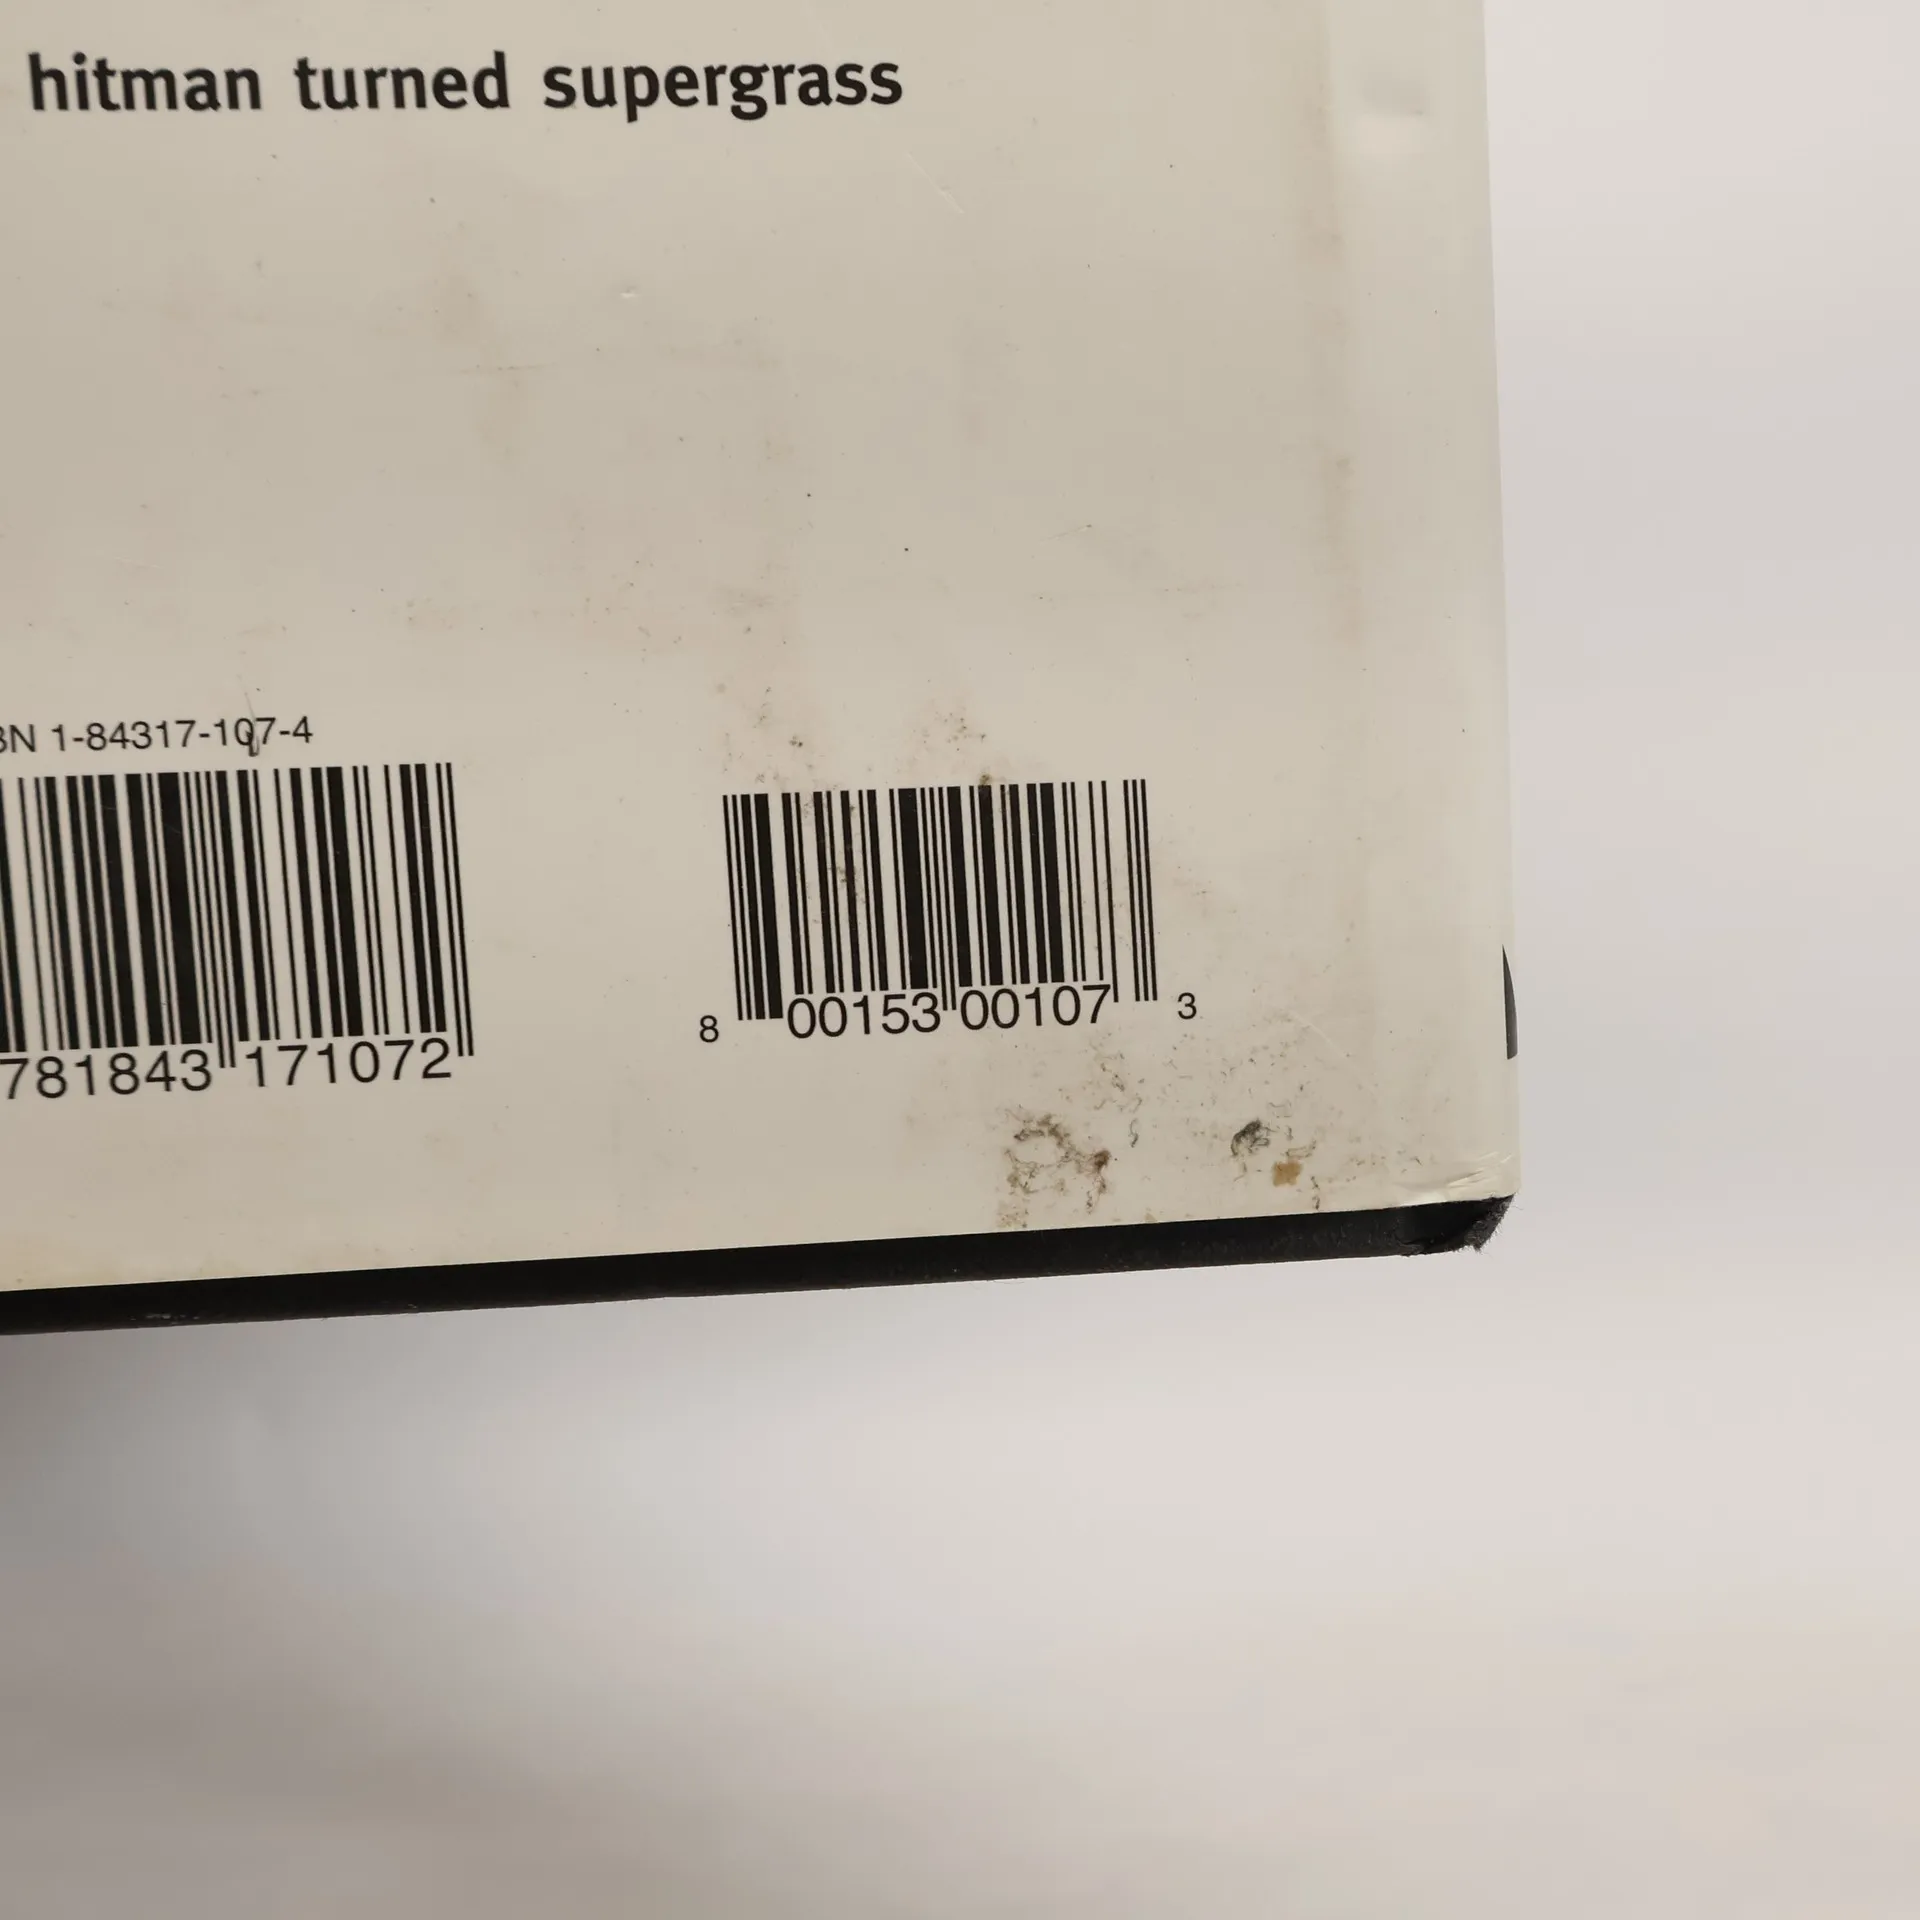 hitman turned supergrass
BN 1-84317-107-4
781843 171072
8 00153 00107 3